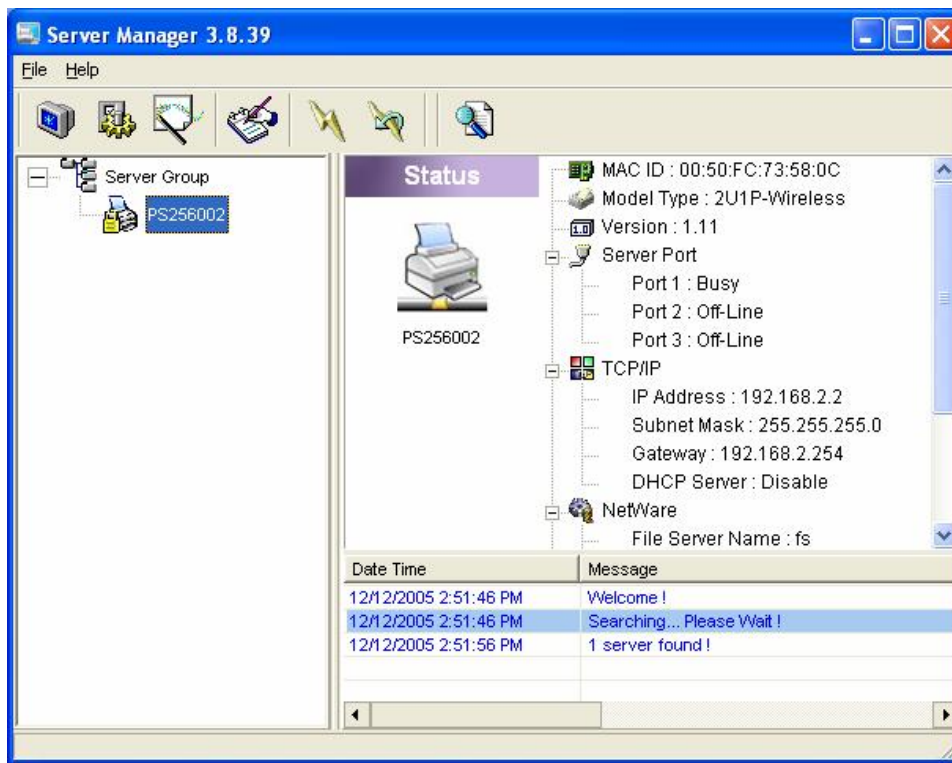 Server Manager 3.8.39
File Help
Server Group
PS256002
Status
PS256002
MAC ID : 00:50:FC:73:58:0C
Model Type : 2U1P-Wireless
1.0 Version : 1.11
Server Port
Port 1 : Busy
Port 2 : Off-Line
Port 3 : Off-Line
TCP/IP
IP Address : 192.168.2.2
Subnet Mask : 255.255.255.0
Gateway : 192.168.2.254
DHCP Server : Disable
NetWare
File Server Name : fs
Date Time Message
12/12/2005 2:51:46 PM Welcome !
12/12/2005 2:51:46 PM Searching... Please Wait !
12/12/2005 2:51:56 PM 1 server found !